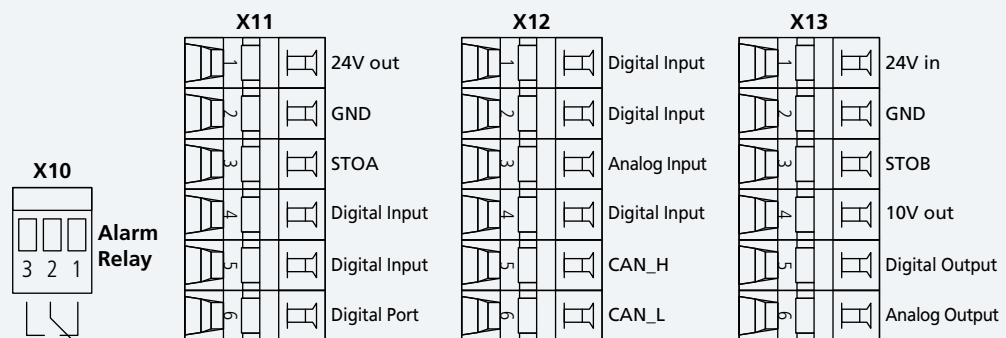 X11 X12 X13
1 24V out 1 Digital Input 1 24V in
2 GND 2 Digital Input 2 GND
3 STOA 3 Analog Input 3 STOB
4 Digital Input 4 Digital Input 4 10V out
5 Digital Input 5 CAN_H 5 Digital Output
6 Digital Port 6 CAN_L 6 Analog Output
X10
Alarm
Relay
3 2 1